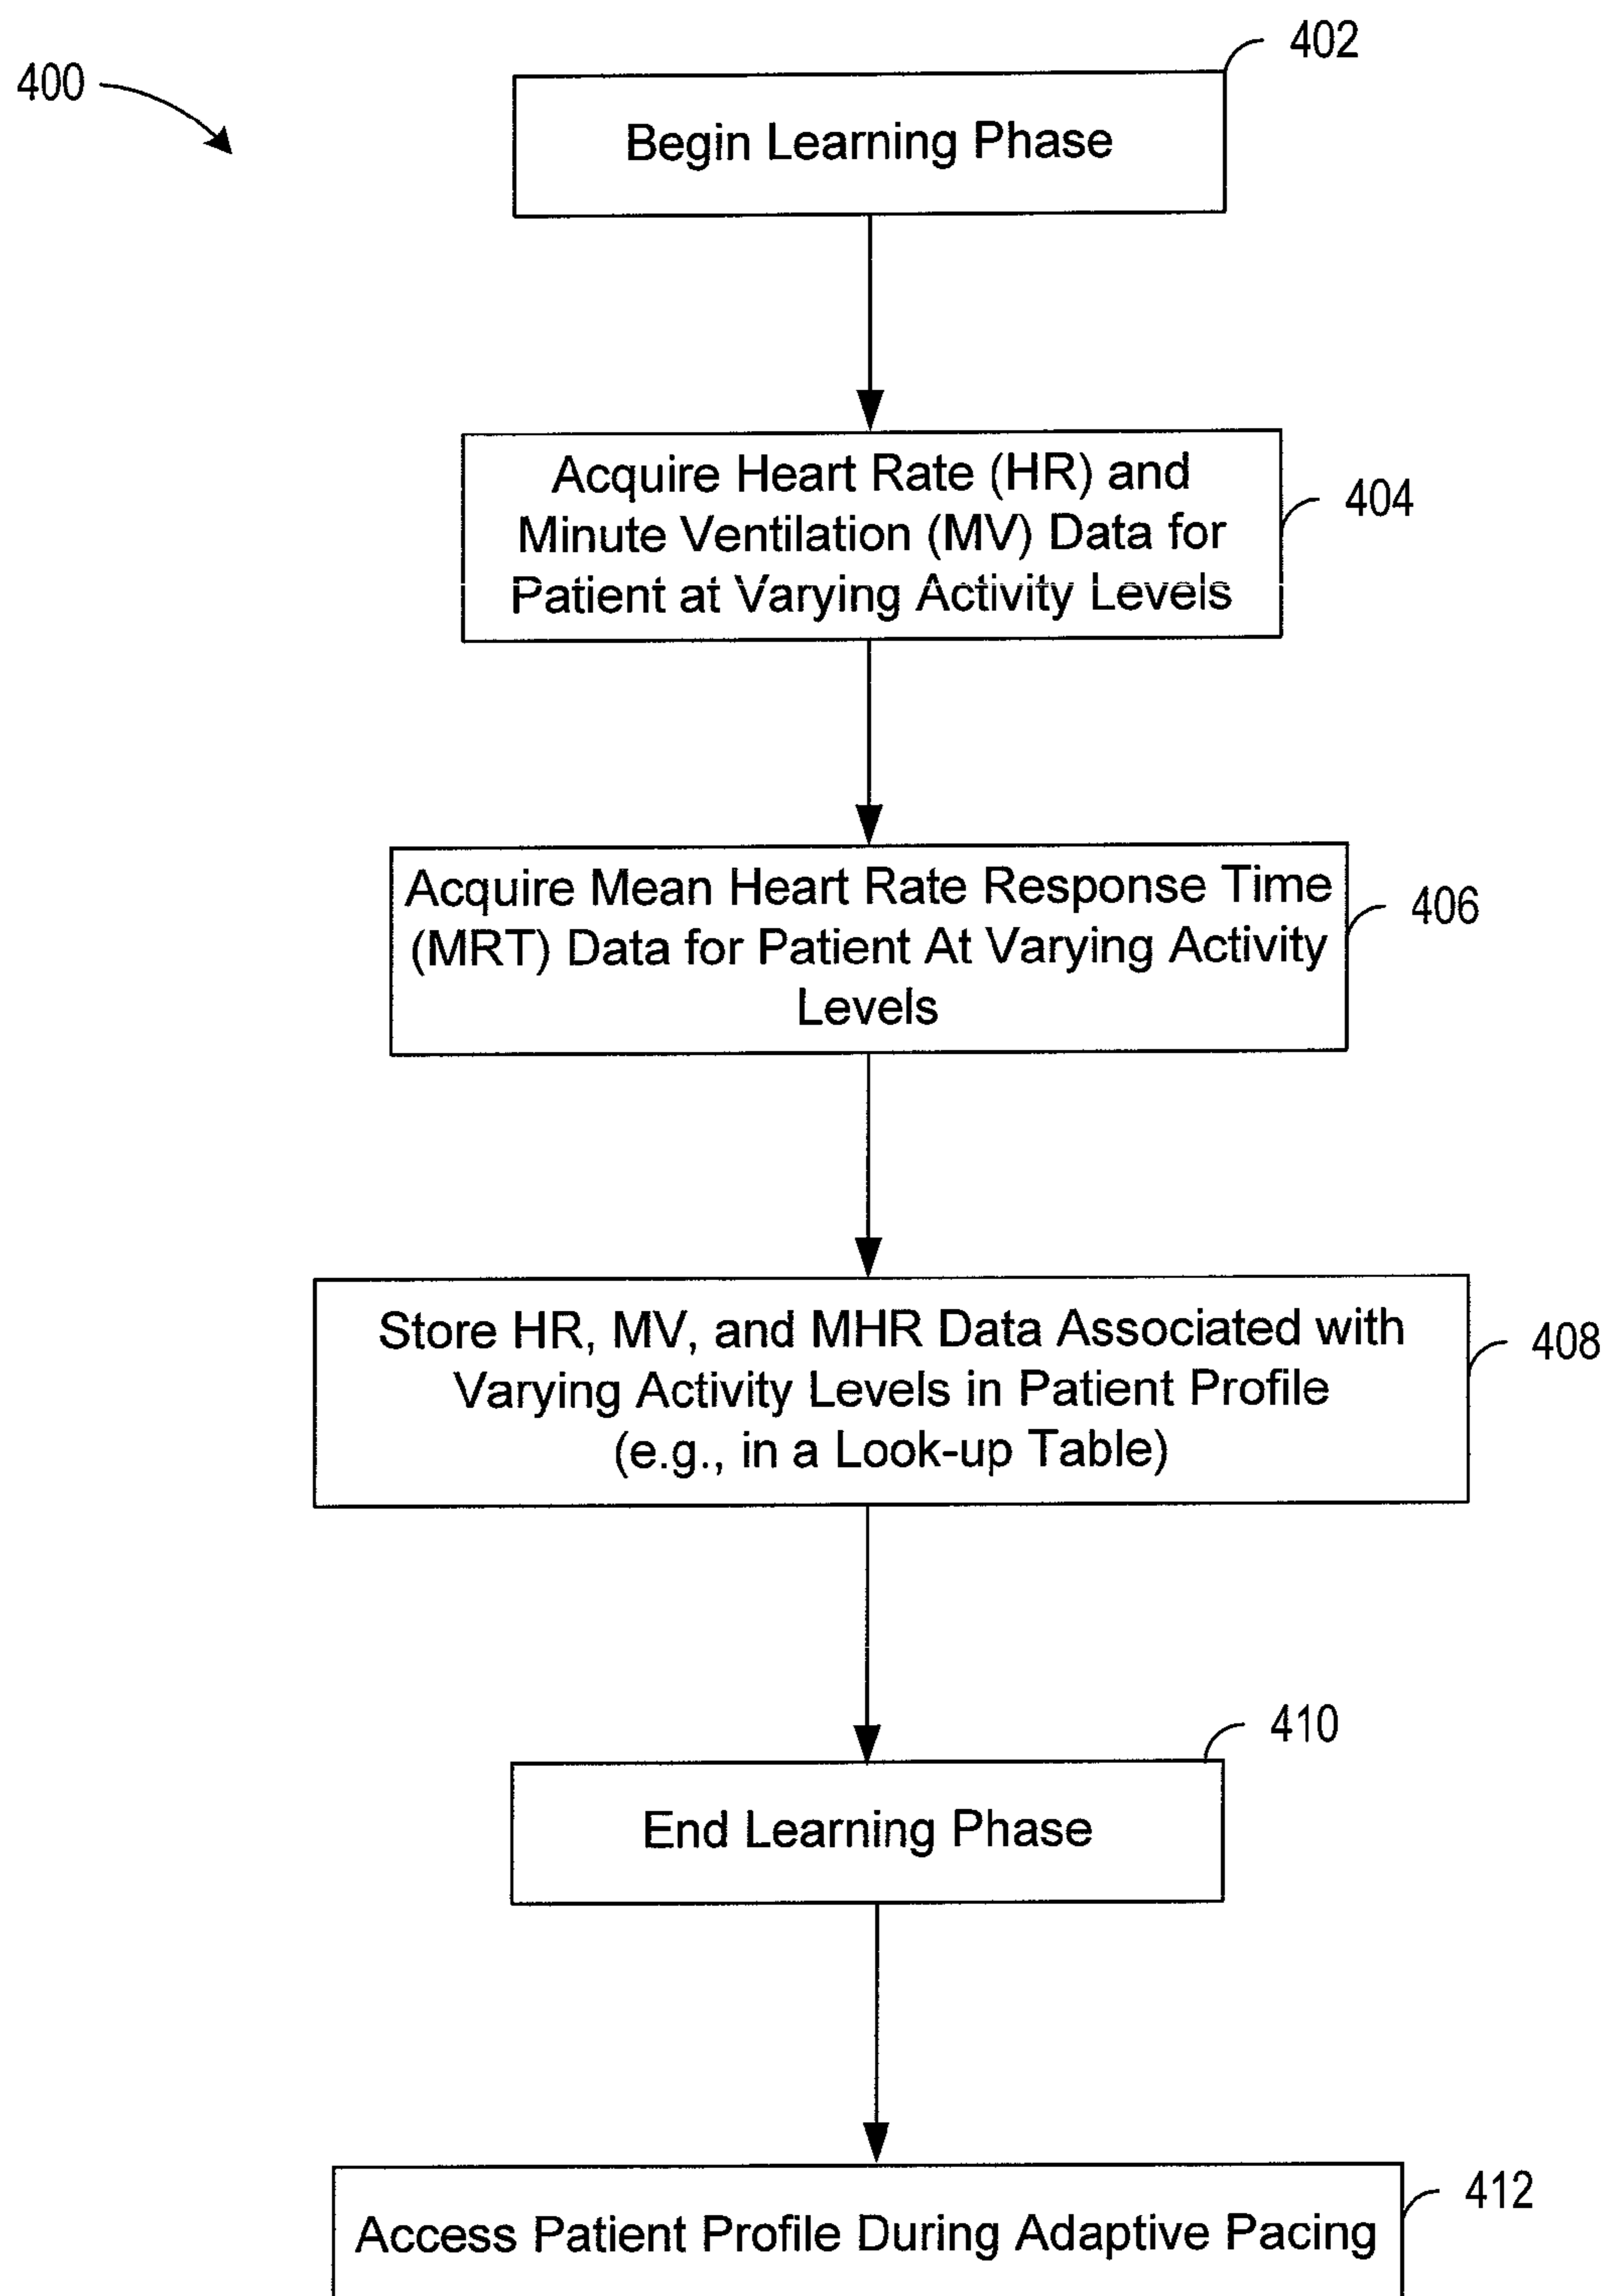 402
400
Begin Learning Phase
Acquire Heart Rate (HR) and
Minute Ventilation (MV) Data for
Patient at Varying Activity Levels
404
Acquire Mean Heart Rate Response Time
(MRT) Data for Patient At Varying Activity
Levels
406
Store HR, MV, and MHR Data Associated with
Varying Activity Levels in Patient Profile
(e.g., in a Look-up Table)
408
410
End Learning Phase
412
Access Patient Profile During Adaptive Pacing